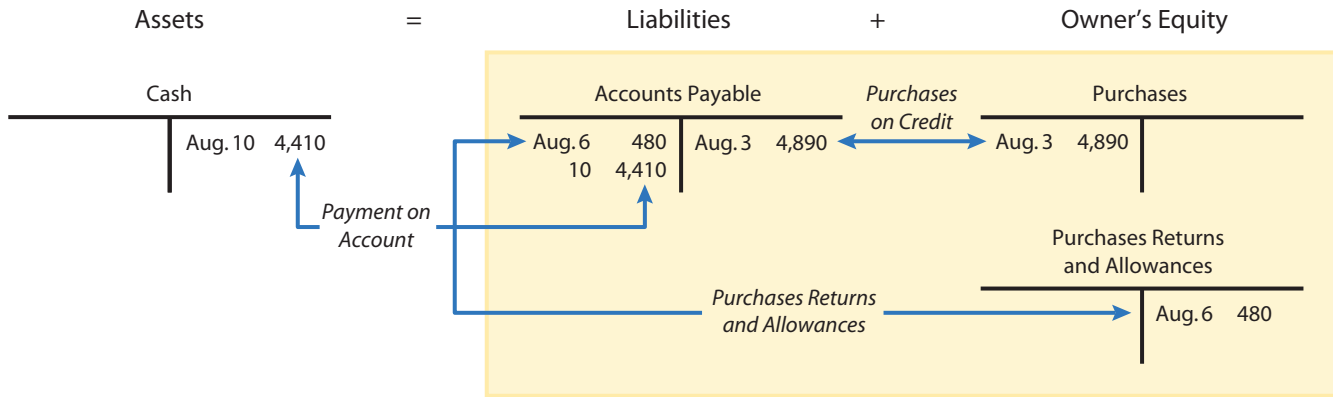 Assets = Liabilities + Owner's Equity
Cash
Aug. 10 4,410
Payment on
Account
Accounts Payable
Aug. 6 480 Aug. 3 4,890
10 4,410
Purchases
on Credit
Purchases
Aug. 3 4,890
Purchases Returns
and Allowances
Purchases Returns
and Allowances
Aug. 6 480